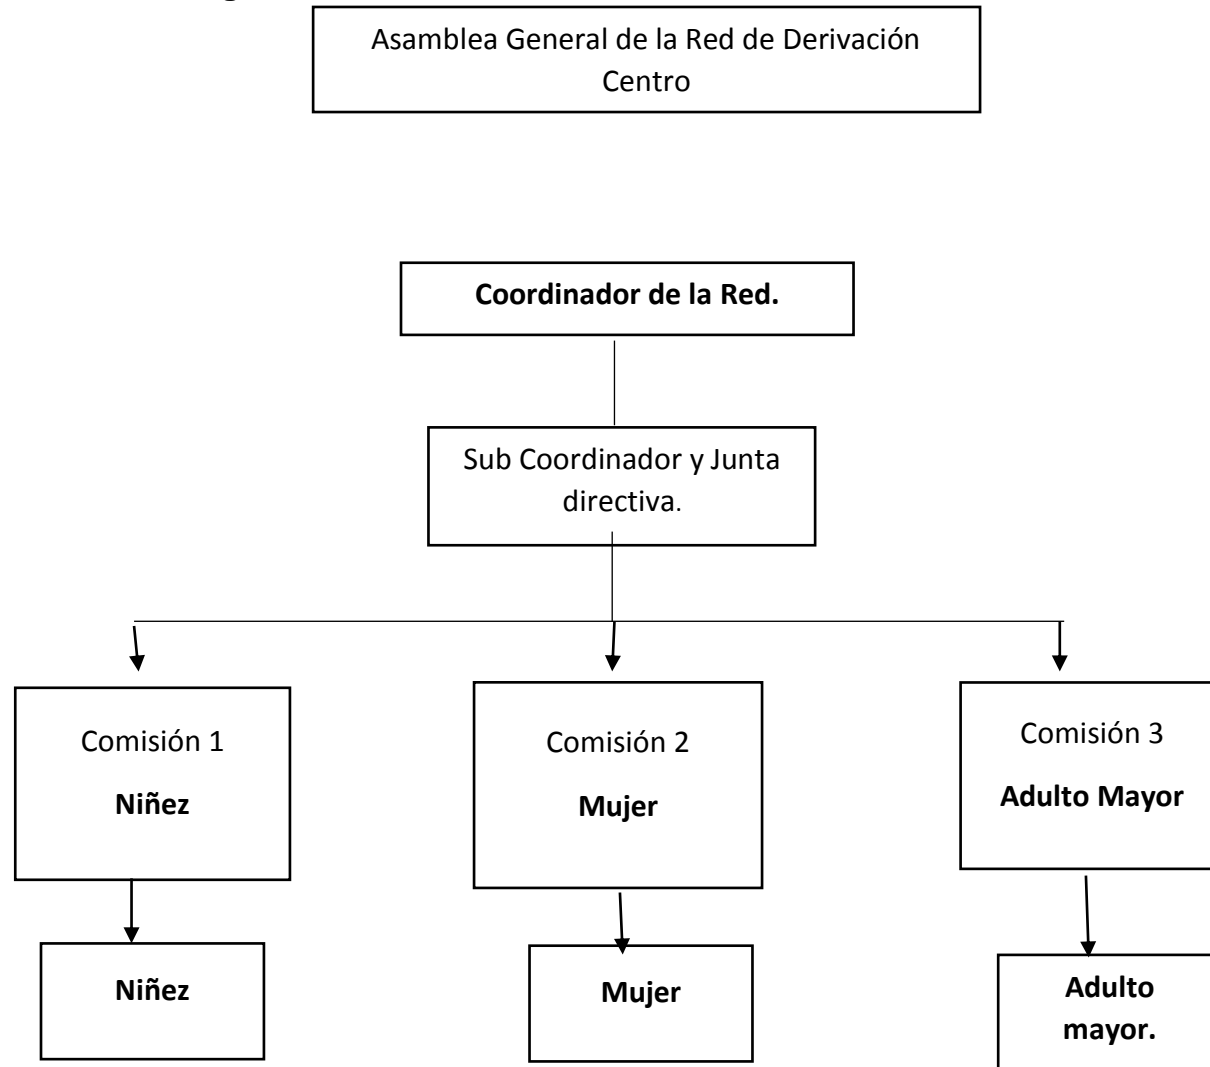 Asamblea General de la Red de Derivación
Centro
Coordinador de la Red.
Sub Coordinador y Junta
directiva.
Comisión 1
Niñez
Comisión 2
Mujer
Comisión 3
Adulto Mayor
Niñez
Mujer
Adulto
mayor.